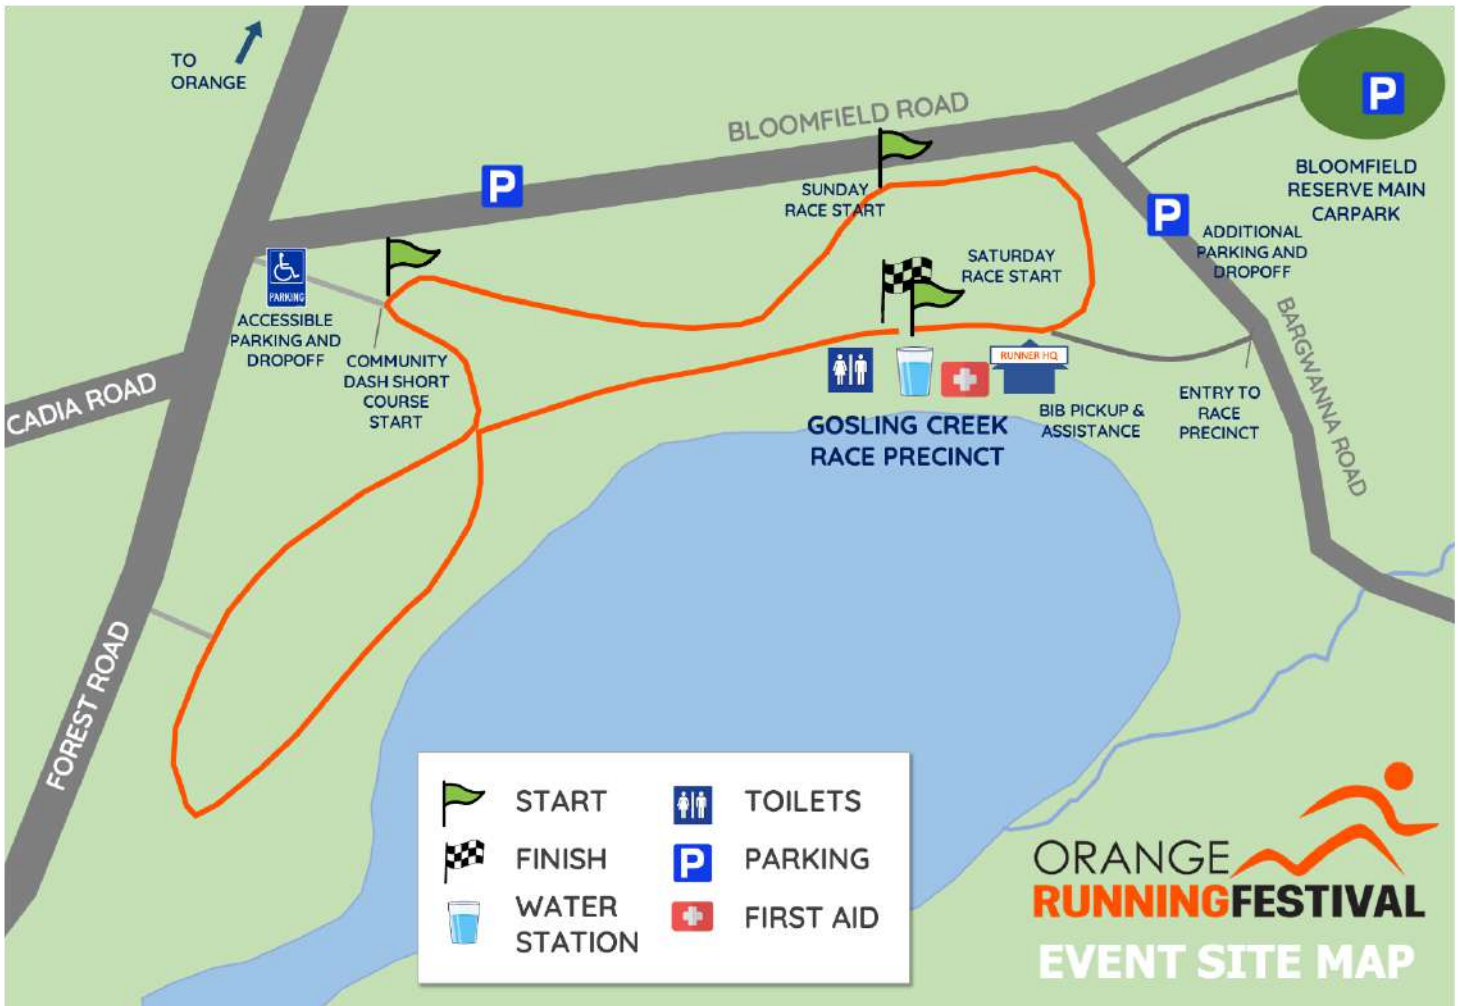 TO
ORANGE
BLOOMFIELD ROAD
P
BLOOMFIELD
RESERVE MAIN
CARPARK
P
SUNDAY
RACE START
P
ADDITIONAL
PARKING AND
DROPOFF
SATURDAY
RACE START
PARKING
ACCESSIBLE
PARKING AND
DROPOFF
COMMUNITY
DASH SHORT
COURSE
START
CADIA ROAD
RUNNER HQ
BIB PICKUP &
ASSISTANCE
ENTRY TO
RACE
PRECINCT
BARGWANNA ROAD
GOSLING CREEK
RACE PRECINCT
FOREST ROAD
START
FINISH
WATER
STATION
TOILETS
P
PARKING
FIRST AID
ORANGE
RUNNINGFESTIVAL
EVENT SITE MAP